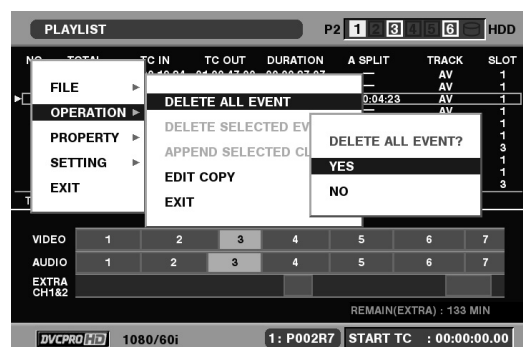 PLAYLIST P2 1 2 3 4 5 6 HDD
NO TOTAL TC IN TC OUT DURATION A SPLIT TRACK SLOT
AV 1
AV 1
0:04:23 AV 1
1
1
3
1
1
3
FILE
OPERATION
PROPERTY
SETTING
EXIT
DELETE ALL EVENT
DELETE SELECTED EV
APPEND SELECTED CL
EDIT COPY
EXIT
DELETE ALL EVENT?
YES
NO
VIDEO 1 2 3 4 5 6 7
AUDIO 1 2 3 4 5 6 7
EXTRA
CH1&2
REMAIN(EXTRA) : 133 MIN
DVCPRO HD 1080/60i 1: P002R7 START TC : 00:00:00.00